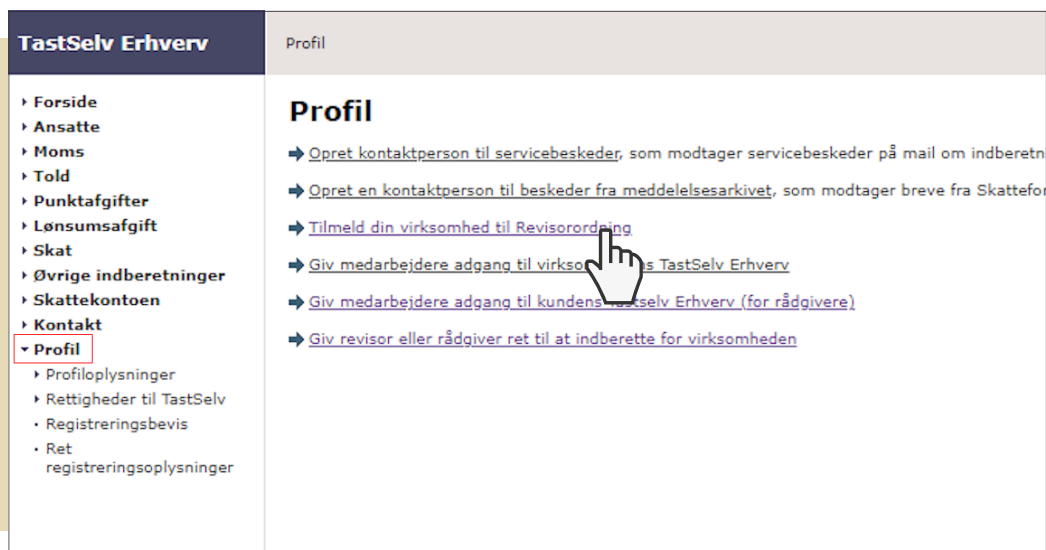 TastSelv Erhverv
Profil
Forside
Ansatte
Moms
Told
Punktafgifter
Lønsumsafgift
Skat
Øvrige indberetninger
Skattekontoen
Kontakt
Profil
Profiloplysninger
Rettigheder til TastSelv
Registreringsbevis
Ret
registreringsoplysninger
Profil
Opret kontaktperson til servicebeskeder, som modtager servicebeskeder på mail om indberetn
Opret en kontaktperson til beskeder fra meddelelsesarkivet, som modtager breve fra Skattefor
Tilmeld din virksomhed til Revisorordning
Giv medarbejdere adgang til TastSelv Erhverv
Giv medarbejdere adgang til kundens Tastselv Erhverv (for rådgivere)
Giv revisor eller rådgiver ret til at indberette for virksomheden